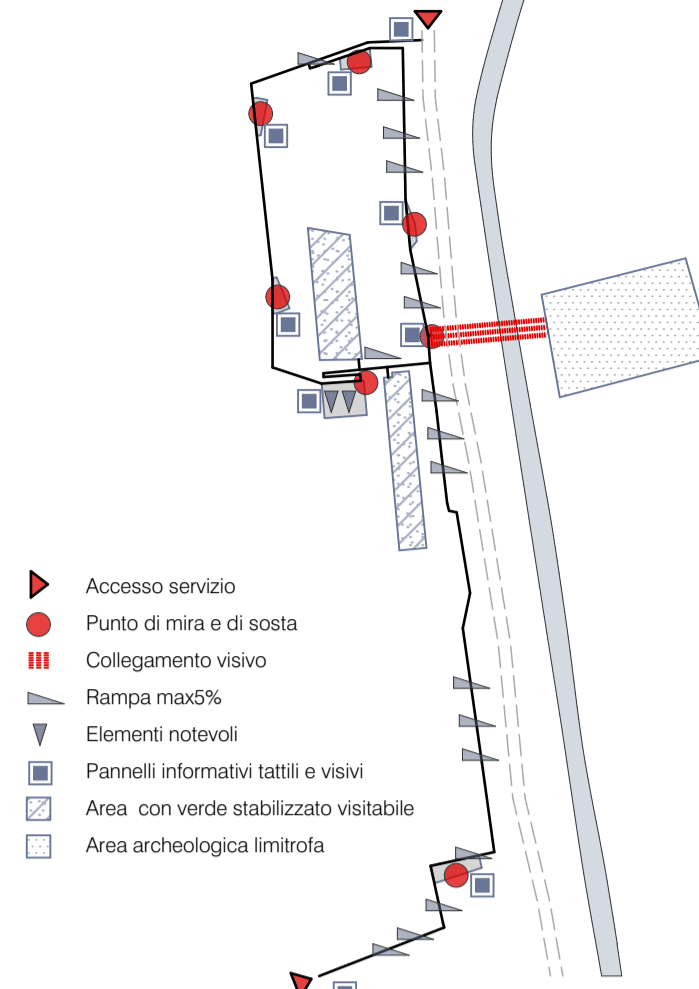 Accesso servizio
Punto di mira e di sosta
Collegamento visivo
Rampa max5%
Elementi notevoli
Pannelli informativi tattili e visivi
Area con verde stabilizzato visitabile
Area archeologica limitrofa